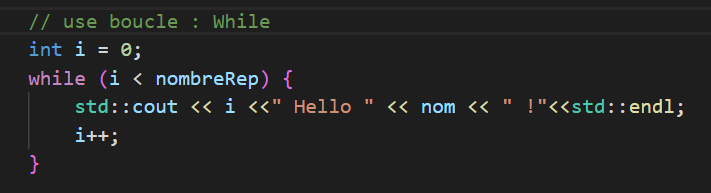 // use boucle : While
int i = 0;
while (i < nombreRep) {
    std::cout << i <<" Hello " << nom << " !"<<std::endl;
    i++;
}